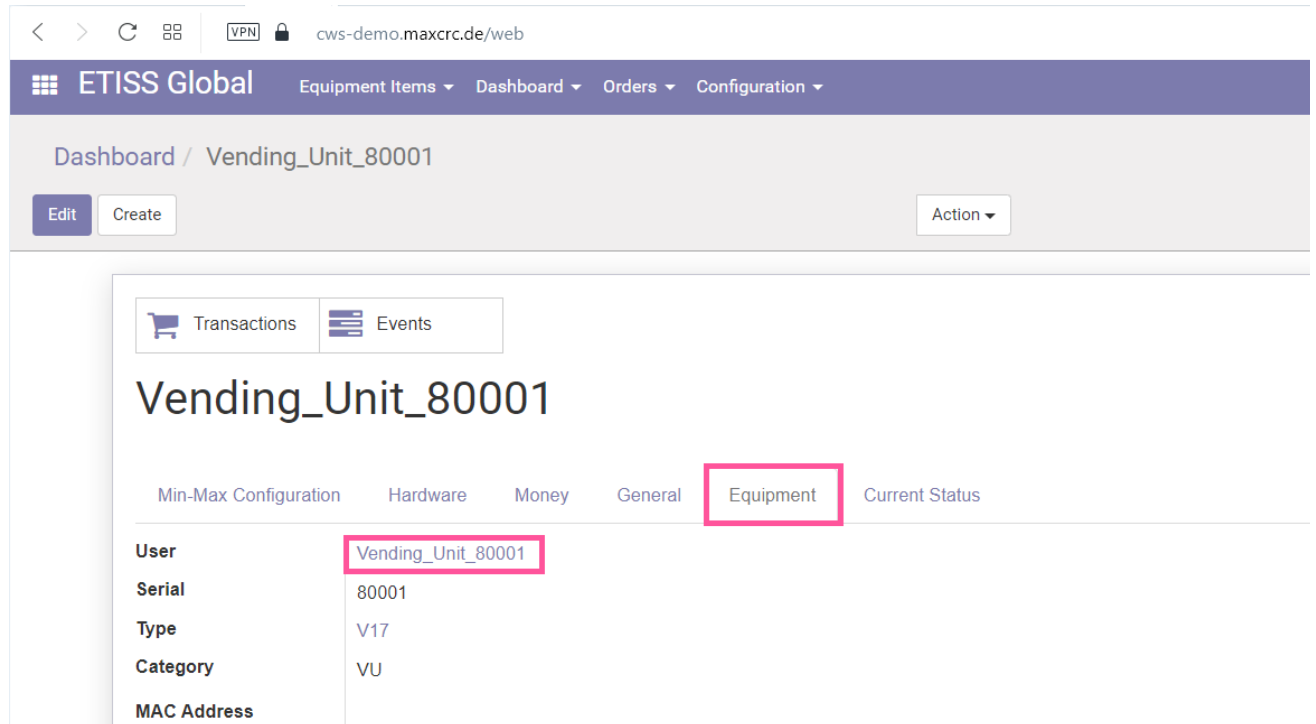 VPN cws-demo.maxcrc.de/web
ETISS Global Equipment Items Dashboard Orders Configuration
Dashboard / Vending_Unit_80001
Edit Create Action
Transactions Events
Vending_Unit_80001
Min-Max Configuration Hardware Money General Equipment Current Status
User Vending_Unit_80001
Serial 80001
Type V17
Category VU
MAC Address